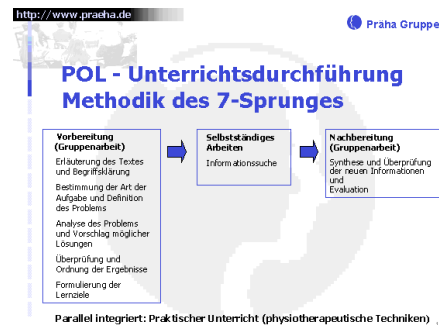 http://www.praeha.de
Präha Gruppe
POL - Unterrichtsdurchführung
Methodik des 7-Sprunges
Vorbereitung
(Gruppenarbeit)
Erläuterung des Textes
und Begriffsklärung
Bestimmung der Art der
Aufgabe und Definition
des Problems
Analyse des Problems
und Vorschlag möglicher
Lösungen
Überprüfung und
Ordnung der Ergebnisse
Formulierung der
Lernziele
Selbstständiges
Arbeiten
Informationssuche
Nachbereitung
(Gruppenarbeit)
Synthese und Überprüfung
der neuen Informationen
und
Evaluation
Parallel integriert: Praktischer Unterricht (physiotherapeutische Techniken)